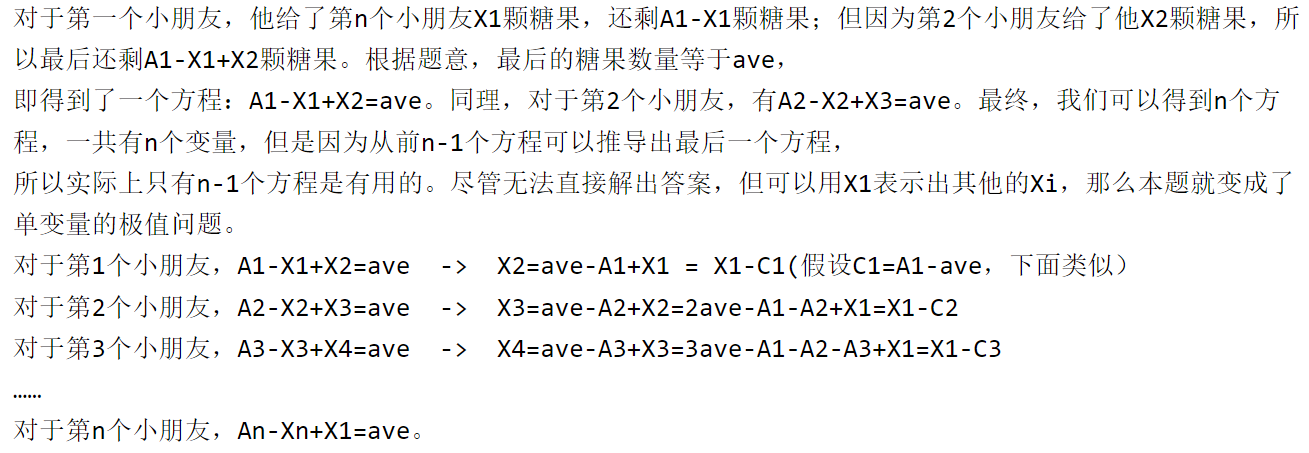 对于第一个小朋友，他给了第n个小朋友X1颗糖果，还剩A1-X1颗糖果；但因为第2个小朋友给了他X2颗糖果，所
以最后还剩A1-X1+X2颗糖果。根据题意，最后的糖果数量等于ave，
即得到了一个方程：A1-X1+X2=ave。同理，对于第2个小朋友，有A2-X2+X3=ave。最终，我们可以得到n个方
程，一共有n个变量，但是因为从前n-1个方程可以推导出最后一个方程，
所以实际上只有n-1个方程是有用的。尽管无法直接解出答案，但可以用X1表示出其他的Xi，那么本题就变成了
单变量的极值问题。
对于第1个小朋友，A1-X1+X2=ave  ->  X2=ave-A1+X1 = X1-C1(假设C1=A1-ave，下面类似）
对于第2个小朋友，A2-X2+X3=ave  ->  X3=ave-A2+X2=2ave-A1-A2+X1=X1-C2
对于第3个小朋友，A3-X3+X4=ave  ->  X4=ave-A3+X3=3ave-A1-A2-A3+X1=X1-C3
……
对于第n个小朋友，An-Xn+X1=ave。